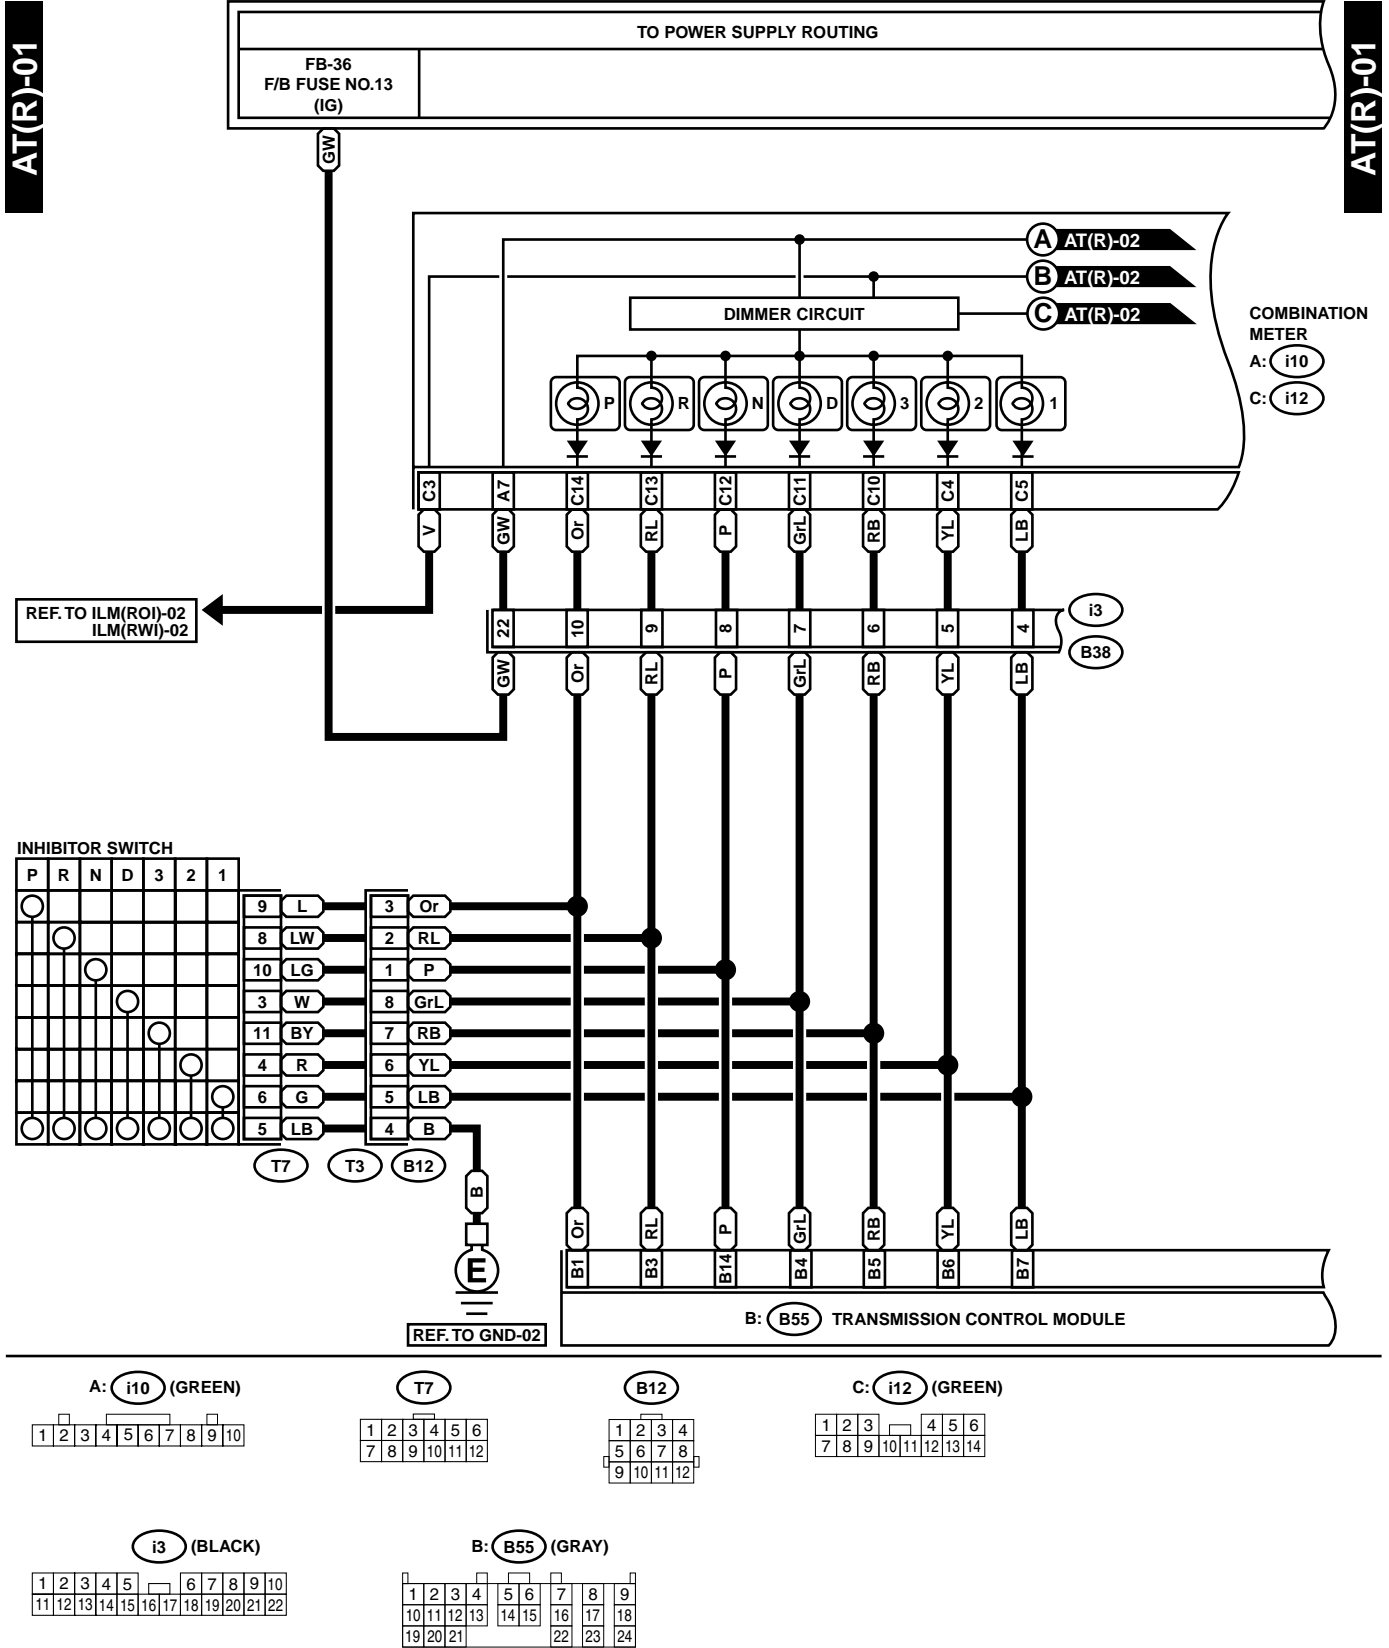 AT(R)-01
AT(R)-01
TO POWER SUPPLY ROUTING
FB-36
F/B FUSE NO.13
(IG)
GW
A AT(R)-02
B AT(R)-02
DIMMER CIRCUIT
C AT(R)-02
COMBINATION
METER
A: i10
C: i12
P R N D 3 2 1
C3 A7 C14 C13 C12 C11 C10 C4 C5
V GW Or RL P GrL RB YL LB
REF. TO ILM(ROI)-02
ILM(RWI)-02
22 10 9 8 7 6 5 4
i3
B38
GW Or RL P GrL RB YL LB
INHIBITOR SWITCH
P R N D 3 2 1
9 L 3 Or
8 LW 2 RL
10 LG 1 P
3 W 8 GrL
11 BY 7 RB
4 R 6 YL
6 G 5 LB
5 LB 4 B
T7 T3 B12
B
E
REF. TO GND-02
Or RL P GrL RB YL LB
B1 B3 B14 B4 B5 B6 B7
B: B55 TRANSMISSION CONTROL MODULE
A: i10 (GREEN)
1 2 3 4 5 6 7 8 9 10
T7
1 2 3 4 5 6
7 8 9 10 11 12
B12
1 2 3 4
5 6 7 8
9 10 11 12
C: i12 (GREEN)
1 2 3 4 5 6
7 8 9 10 11 12 13 14
i3 (BLACK)
1 2 3 4 5 6 7 8 9 10
11 12 13 14 15 16 17 18 19 20 21 22
B: B55 (GRAY)
1 2 3 4 5 6 7 8 9
10 11 12 13 14 15 16 17 18
19 20 21 22 23 24